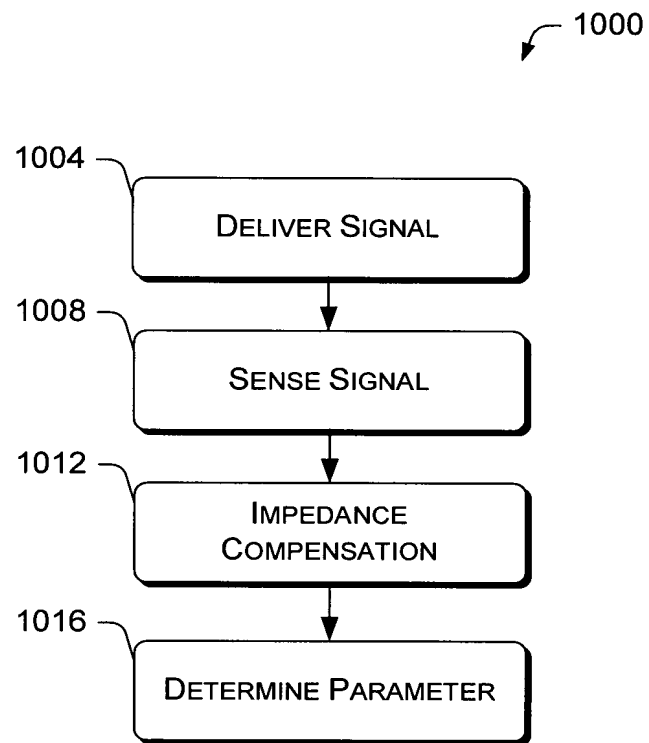 1000
1004
DELIVER SIGNAL
1008
SENSE SIGNAL
1012
IMPEDANCE
COMPENSATION
1016
DETERMINE PARAMETER